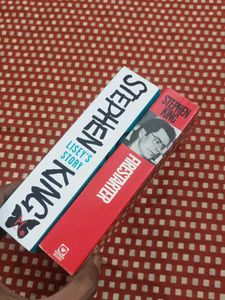 STEPHEN KING
LISEY'S
STORY
STEPHEN
KING
FIRESTARTER